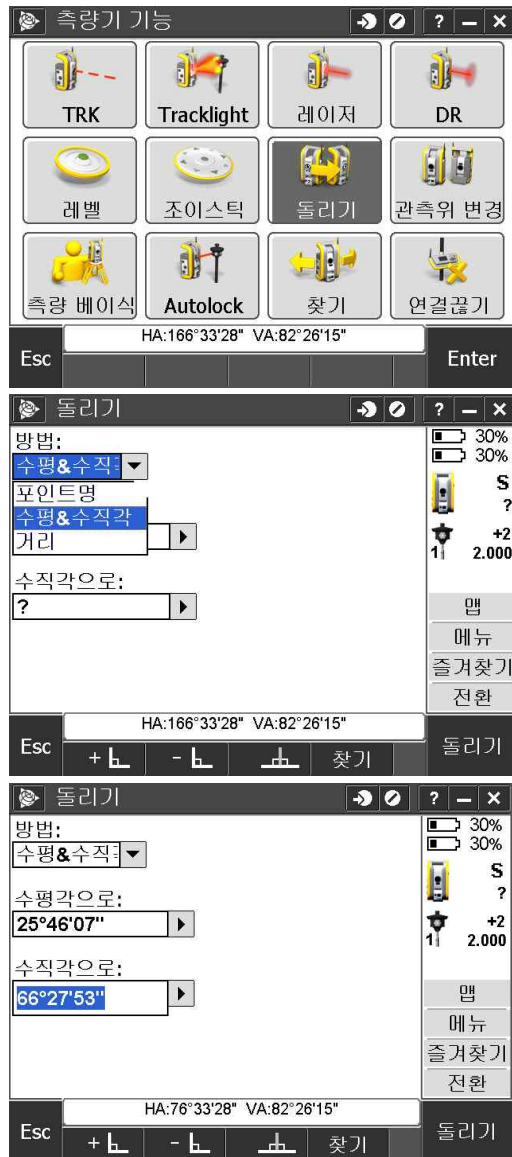 측량기 기능 ? – ×
TRK Tracklight 레이저 DR
레벨 조이스틱 돌리기 관측위 변경
측량 베이식 Autolock 찾기 연결끊기
HA:166°33'28" VA:82°26'15"
Esc Enter
돌리기 ? – ×
방법:
30%
수평&수직
30%
포인트명
S
수평&수직각
?
거리
+2
1 2.000
수직각으로:
?
맵
메뉴
즐겨찾기
전환
HA:166°33'28" VA:82°26'15"
Esc + - 찾기 돌리기
돌리기 ? – ×
방법:
30%
수평&수직
30%
S
수평각으로:
?
25°46'07"
+2
1 2.000
수직각으로:
66°27'53"
맵
메뉴
즐겨찾기
전환
HA:76°33'28" VA:82°26'15"
Esc + - 찾기 돌리기